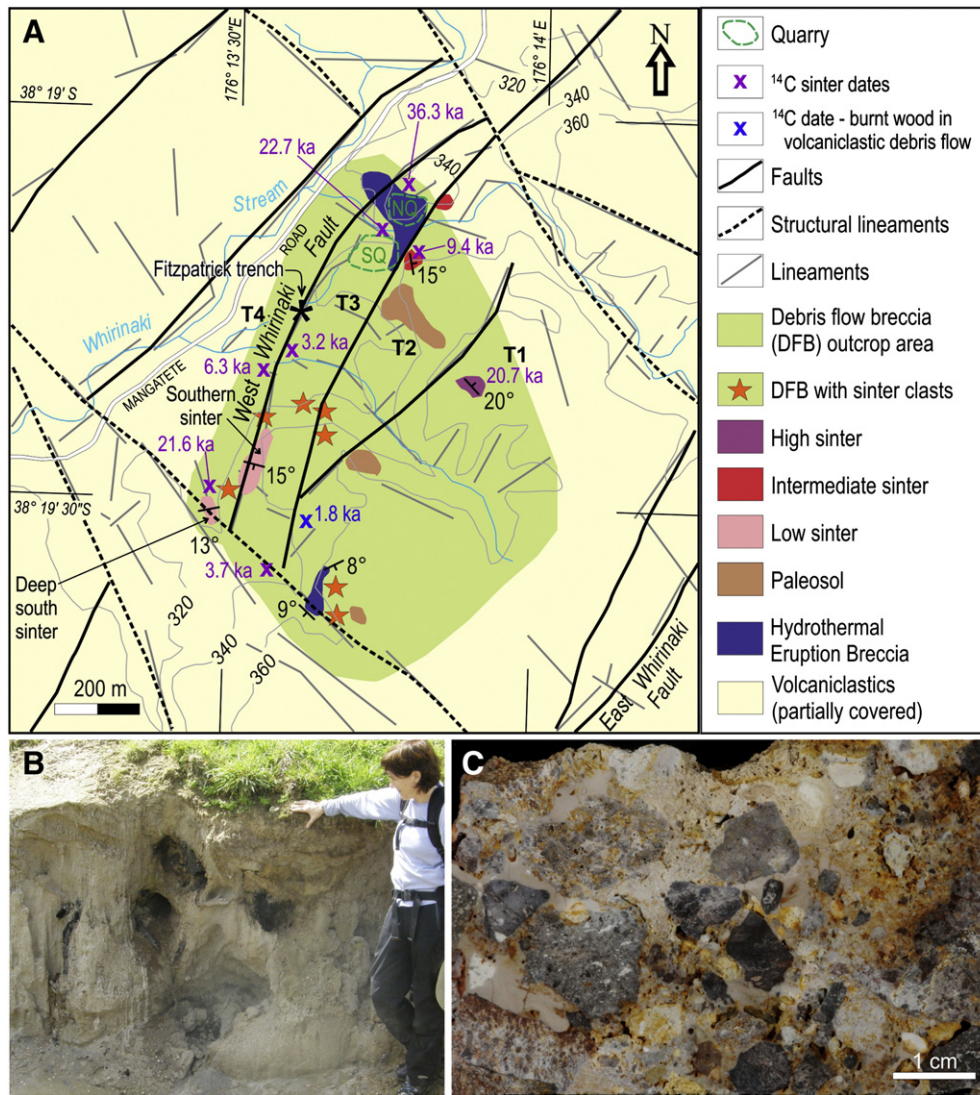 A
176° 13' 30"E
176° 14' E
N
38° 19' S
320
340
360
36.3 ka
22.7 ka
340
Stream
NQ
ROAD
Fault
SQ
9.4 ka
15°
Fitzpatrick trench
T4
T3
T2
T1
Whirinaki
West Whirinaki
3.2 ka
6.3 ka
20.7 ka
20°
MANGATETE
Southern
sinter
21.6 ka
15°
38° 19' 30"S
1.8 ka
13°
Deep
south
sinter
3.7 ka
8°
9°
320
340
360
200 m
East Whirinaki
Fault
Quarry
x ¹⁴C sinter dates
x ¹⁴C date - burnt wood in
volcaniclastic debris flow
Faults
Structural lineaments
Lineaments
Debris flow breccia
(DFB) outcrop area
DFB with sinter clasts
High sinter
Intermediate sinter
Low sinter
Paleosol
Hydrothermal
Eruption Breccia
Volcaniclastics
(partially covered)
B
C
1 cm